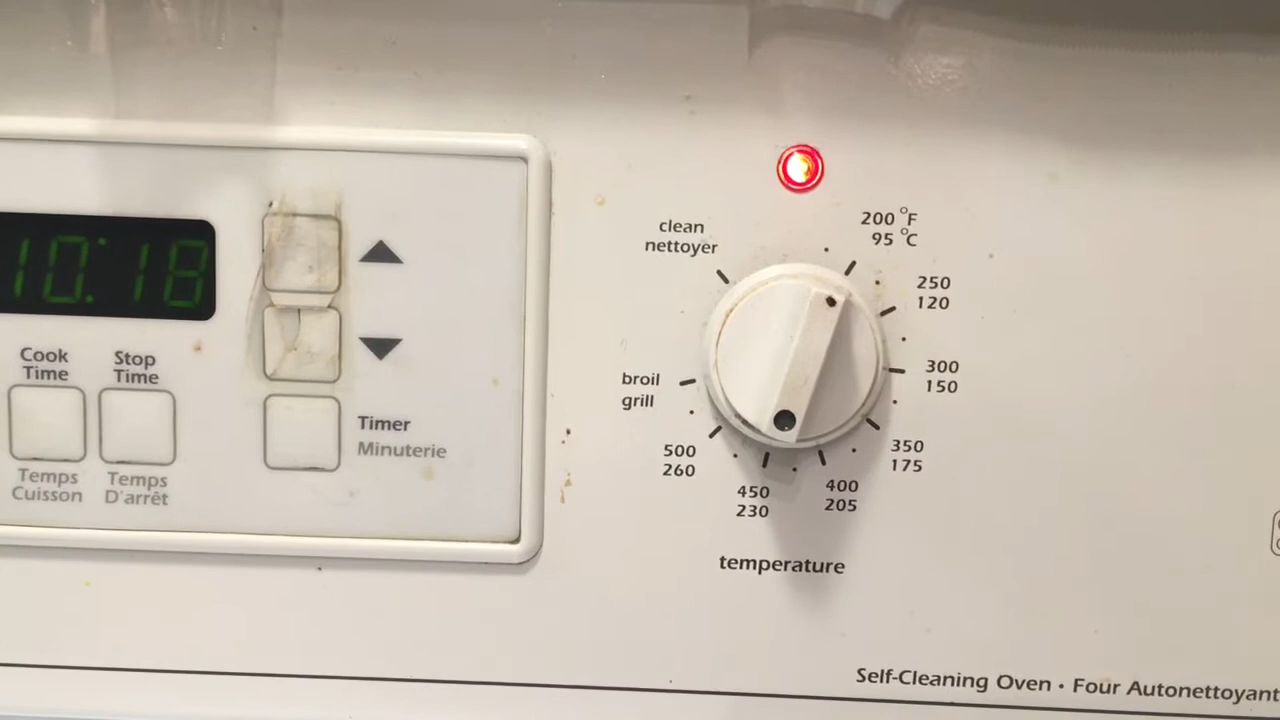 10:18
Cook
Time
Stop
Time
Temps
Cuisson
Temps
D'arrêt
Timer
Minuterie
clean
nettoyer
200 °F
95 °C
250
120
300
150
350
175
400
205
450
230
500
260
broil
grill
temperature
Self-Cleaning Oven • Four Autonettoyant